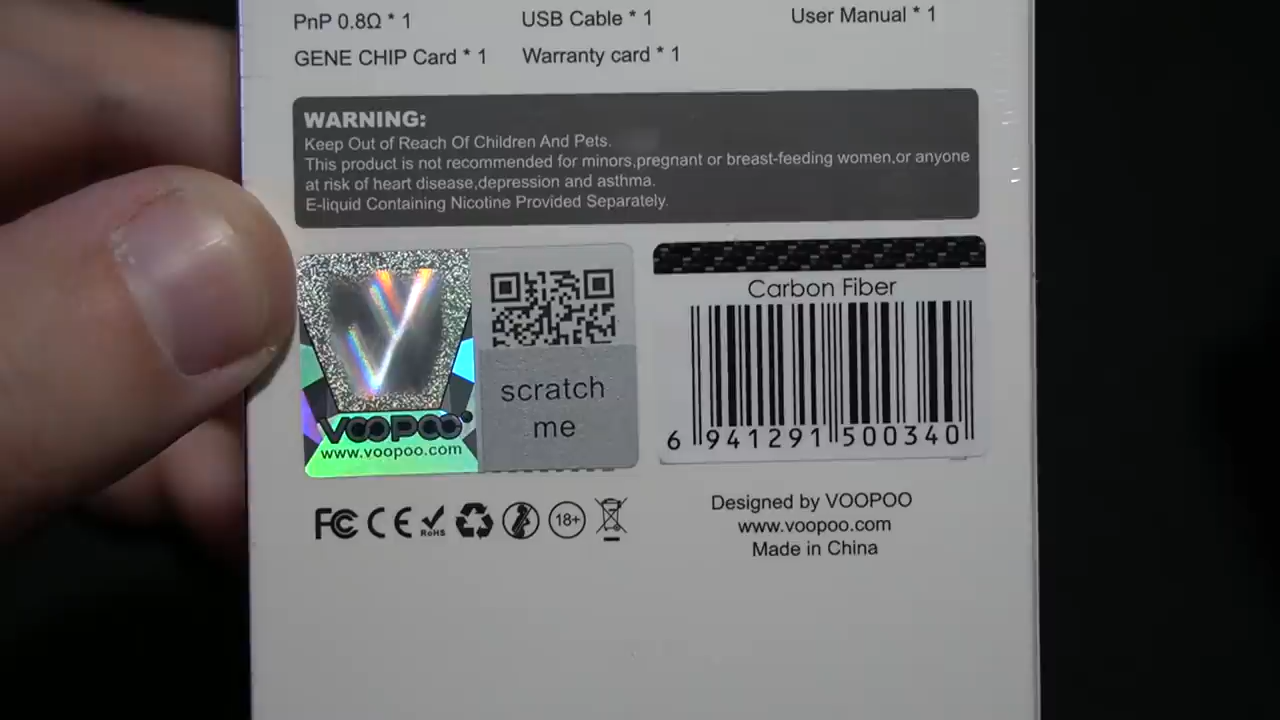 PnP 0.8Ω * 1 USB Cable * 1 User Manual * 1
GENE CHIP Card * 1 Warranty card * 1
WARNING:
Keep Out of Reach Of Children And Pets.
This product is not recommended for minors,pregnant or breast-feeding women,or anyone
at risk of heart disease,depression and asthma.
E-liquid Containing Nicotine Provided Separately.
VOOPOO®
www.voopoo.com
scratch
me
Carbon Fiber
6 941291 500340
FC CE RoHS 18+
Designed by VOOPOO
www.voopoo.com
Made in China